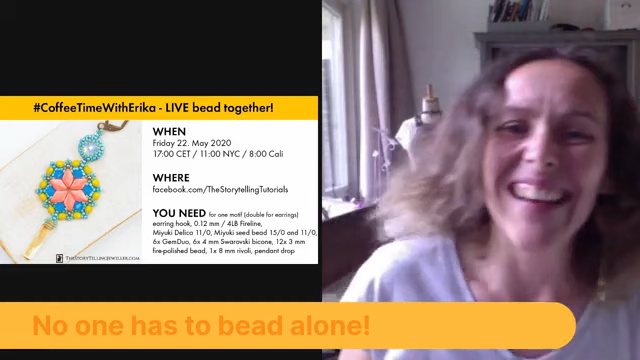 #CoffeeTimeWithErika - LIVE bead together!
WHEN
Friday 22. May 2020
17:00 CET / 11:00 NYC / 8:00 Cali
WHERE
facebook.com/TheStorytellingTutorials
YOU NEED for one motif (double for earrings)
earring hook, 0.12 mm / 4LB Fireline,
Miyuki Delica 11/0, Miyuki seed bead 15/0 and 11/0,
6x GemDuo, 6x 4 mm Swarovski bicone, 12x 3 mm
fire-polished bead, 1x 8 mm rivoli, pendant drop
THESTORYTELLINGJEWELLER.COM
No one has to bead alone!